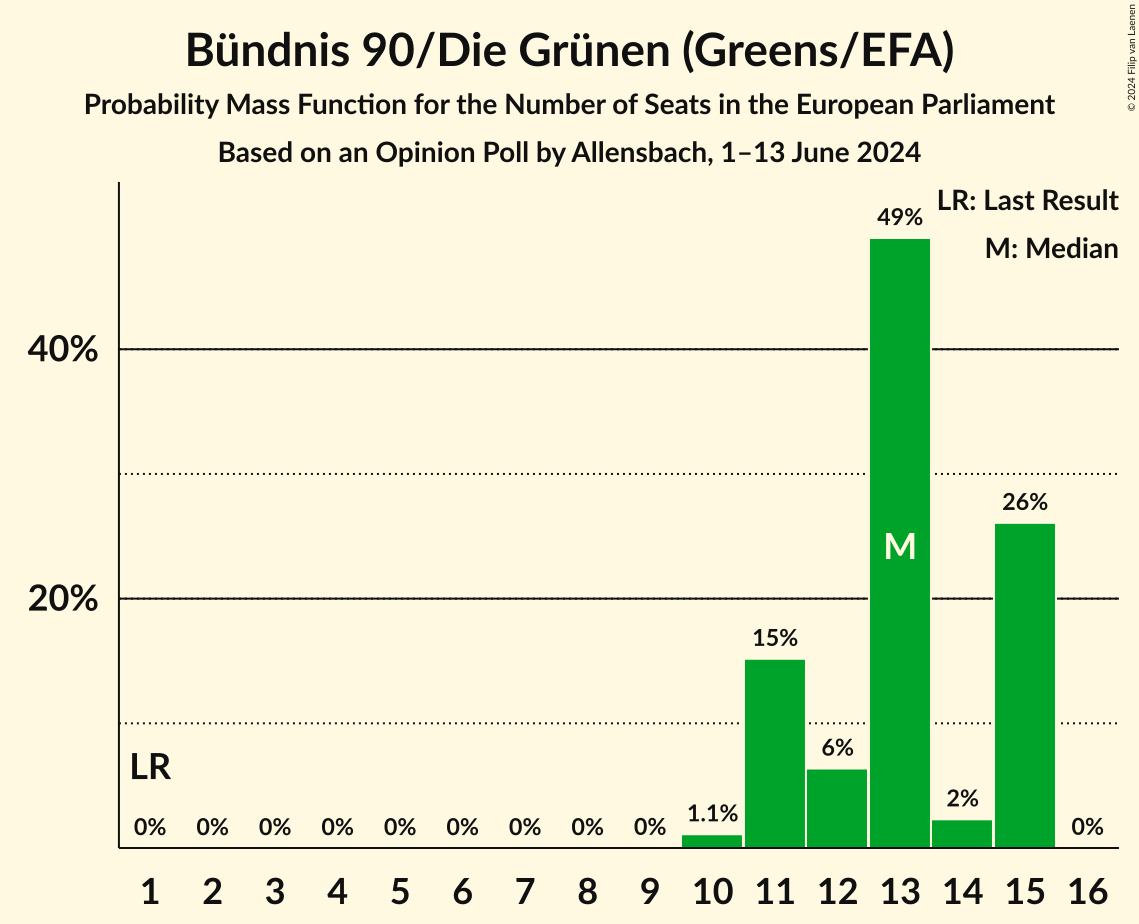 Bündnis 90/Die Grünen (Greens/EFA)
Probability Mass Function for the Number of Seats in the European Parliament
Based on an Opinion Poll by Allensbach, 1–13 June 2024
© 2024 Filip van Laenen
LR: Last Result
M: Median
49%
40%
26%
M
20%
15%
6%
LR
2%
1.1%
0% 0% 0% 0% 0% 0% 0% 0% 0% 0%
1 2 3 4 5 6 7 8 9 10 11 12 13 14 15 16